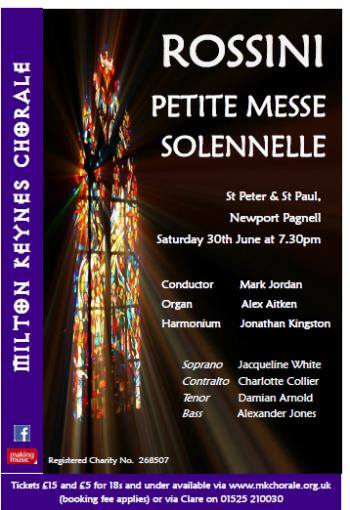 MILTON KEYNES CHORALE
ROSSINI
PETITE MESSE
SOLENNELLE
St Peter & St Paul,
Newport Pagnell
Saturday 30th June at 7.30pm
Conductor Mark Jordan
Organ Alex Aitken
Harmonium Jonathan Kingston
Soprano Jacqueline White
Contralto Charlotte Collier
Tenor Damian Arnold
Bass Alexander Jones
f
making
music
Registered Charity No. 268507
Tickets £15 and £5 for 18s and under available via www.mkchorale.org.uk
(booking fee applies) or via Clare on 01525 210030